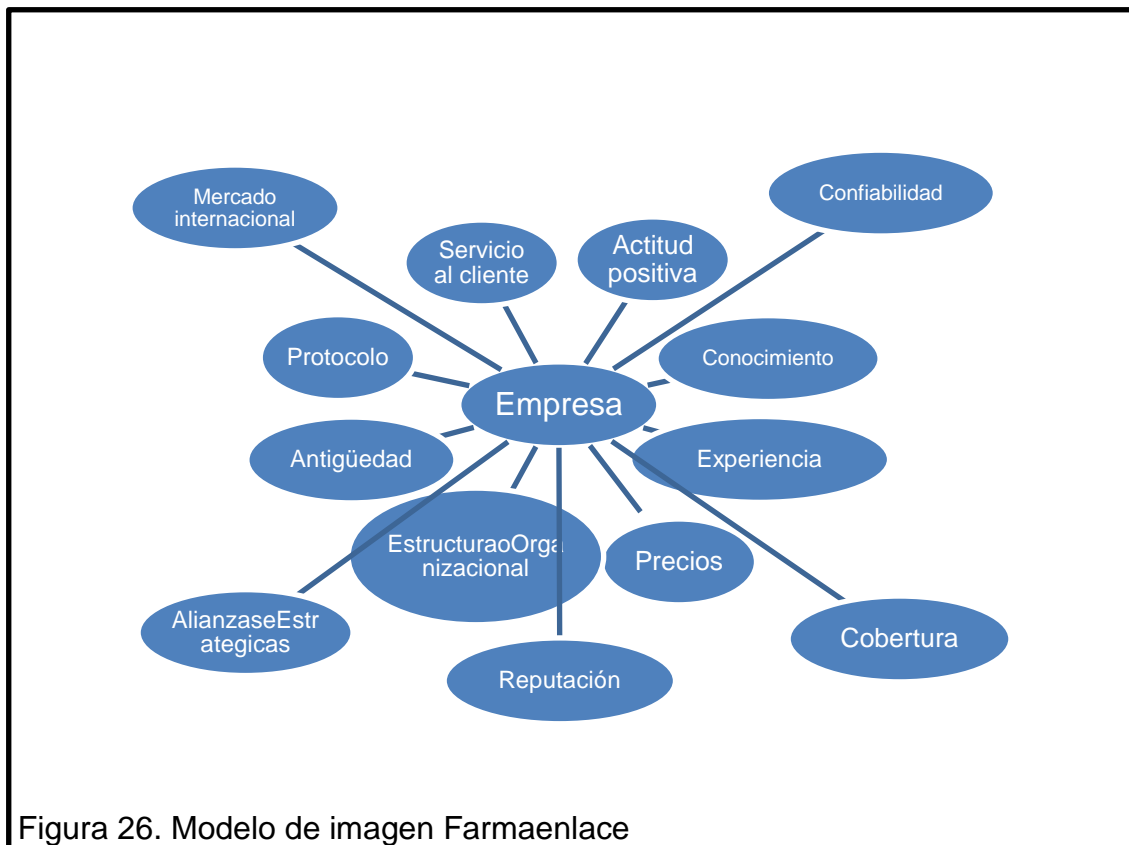 Mercado
internacional
Confiabilidad
Servicio
al cliente
Actitud
positiva
Protocolo
Conocimiento
Empresa
Antigüedad
Experiencia
EstructuraoOrga
nizacional
Precios
AlianzaseEstr
ategicas
Cobertura
Reputación
Figura 26. Modelo de imagen Farmaenlace